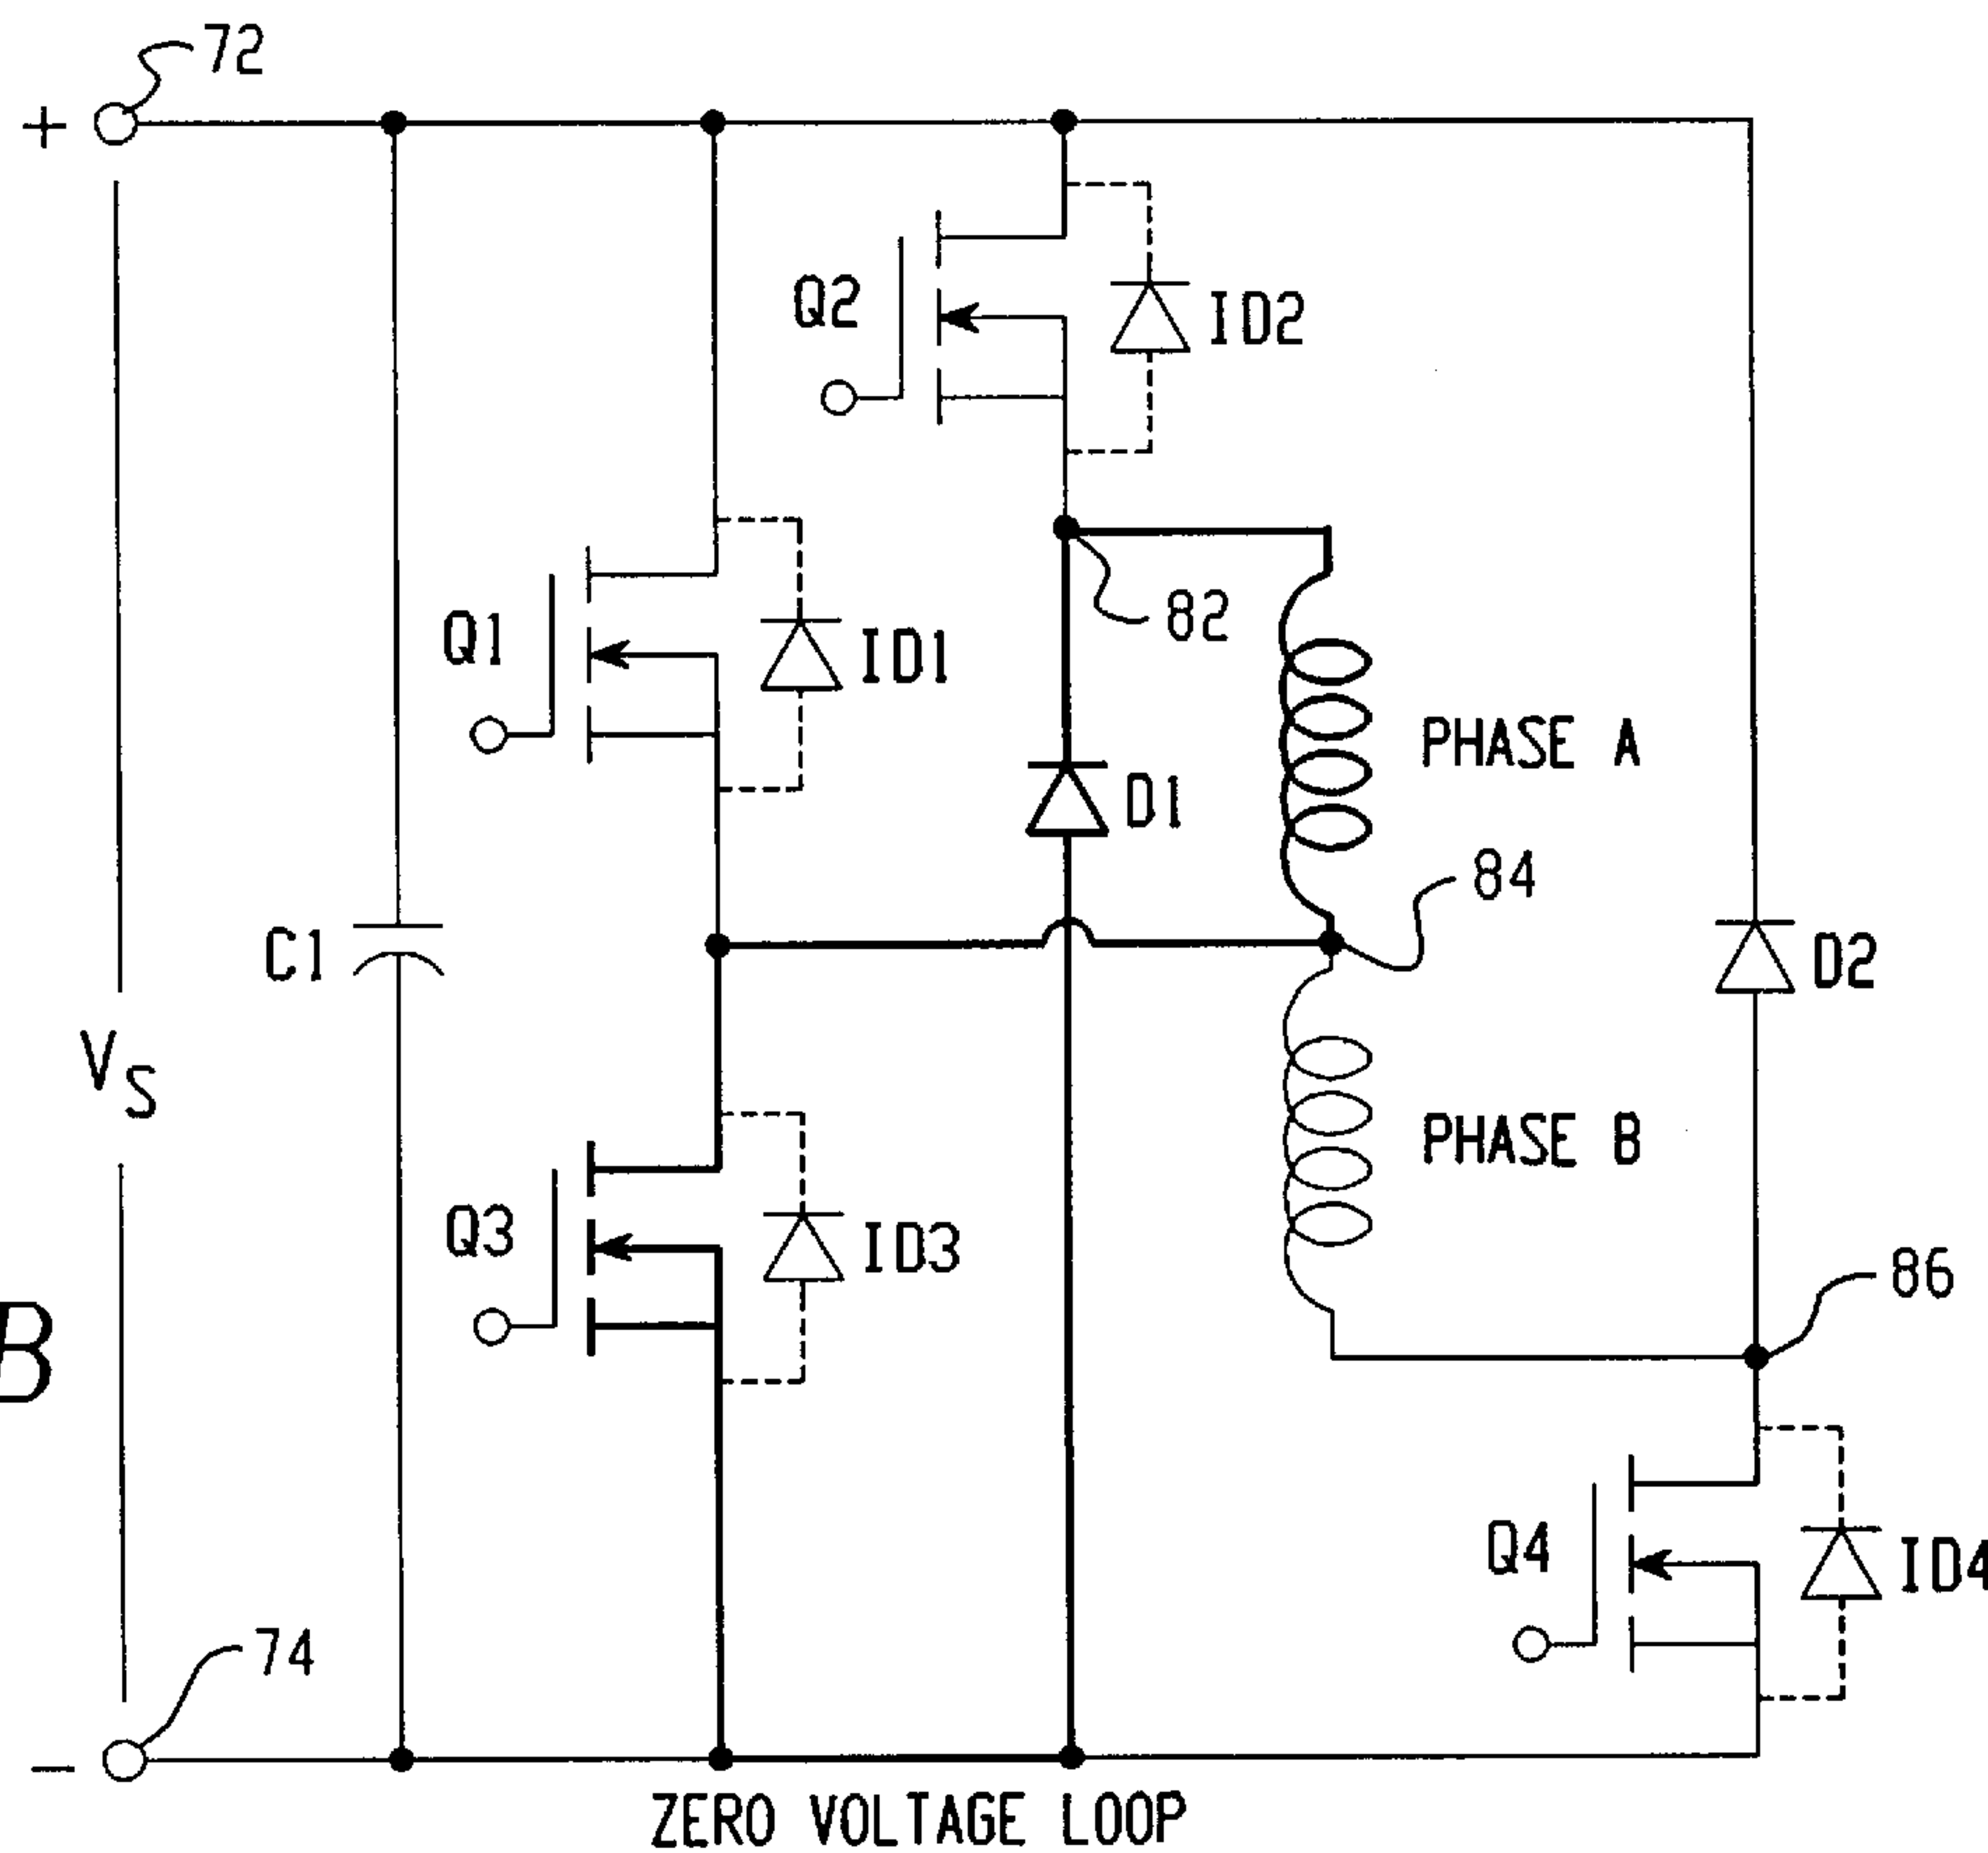 72
+
Q2
ID2
Q1
ID1
82
PHASE A
D1
84
C1
D2
VS
PHASE B
Q3
ID3
86
B
Q4
ID4
74
-
ZERO VOLTAGE LOOP